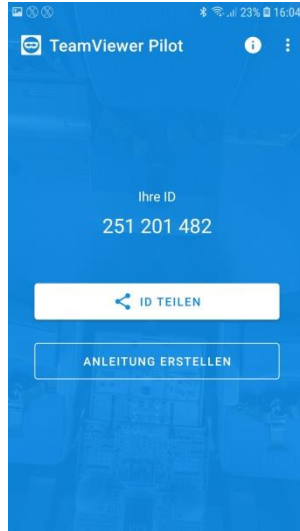 23% 16:04
TeamViewer Pilot
Ihre ID
251 201 482
ID TEILEN
ANLEITUNG ERSTELLEN